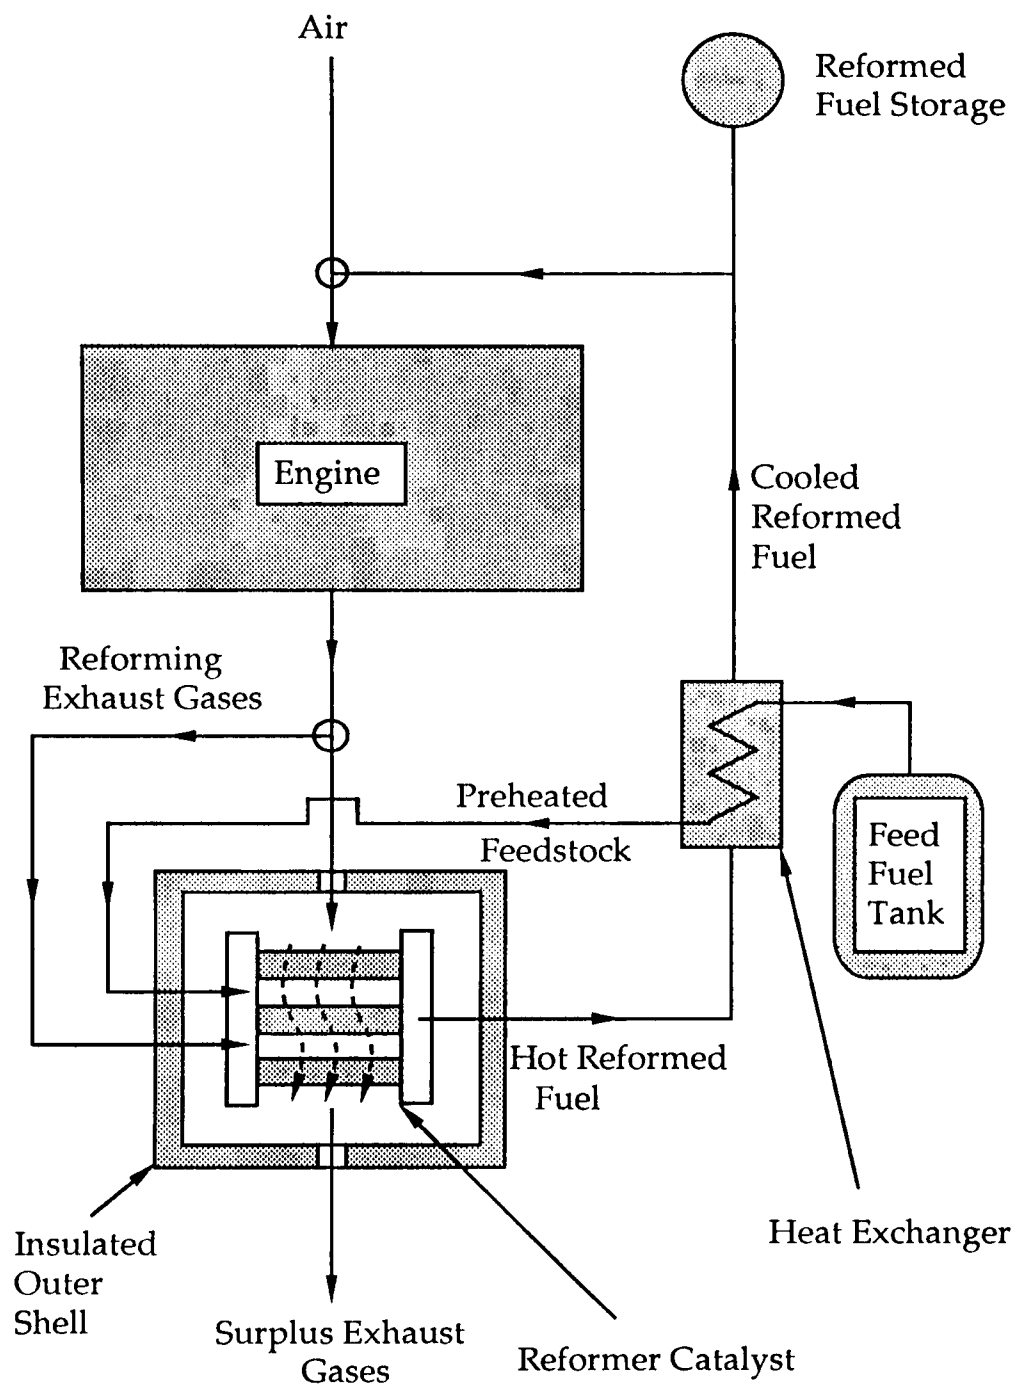 Air
Reformed
Fuel Storage
Engine
Cooled
Reformed
Fuel
Reforming
Exhaust Gases
Preheated
Feedstock
Feed
Fuel
Tank
Hot Reformed
Fuel
Heat Exchanger
Insulated
Outer
Shell
Surplus Exhaust
Gases
Reformer Catalyst